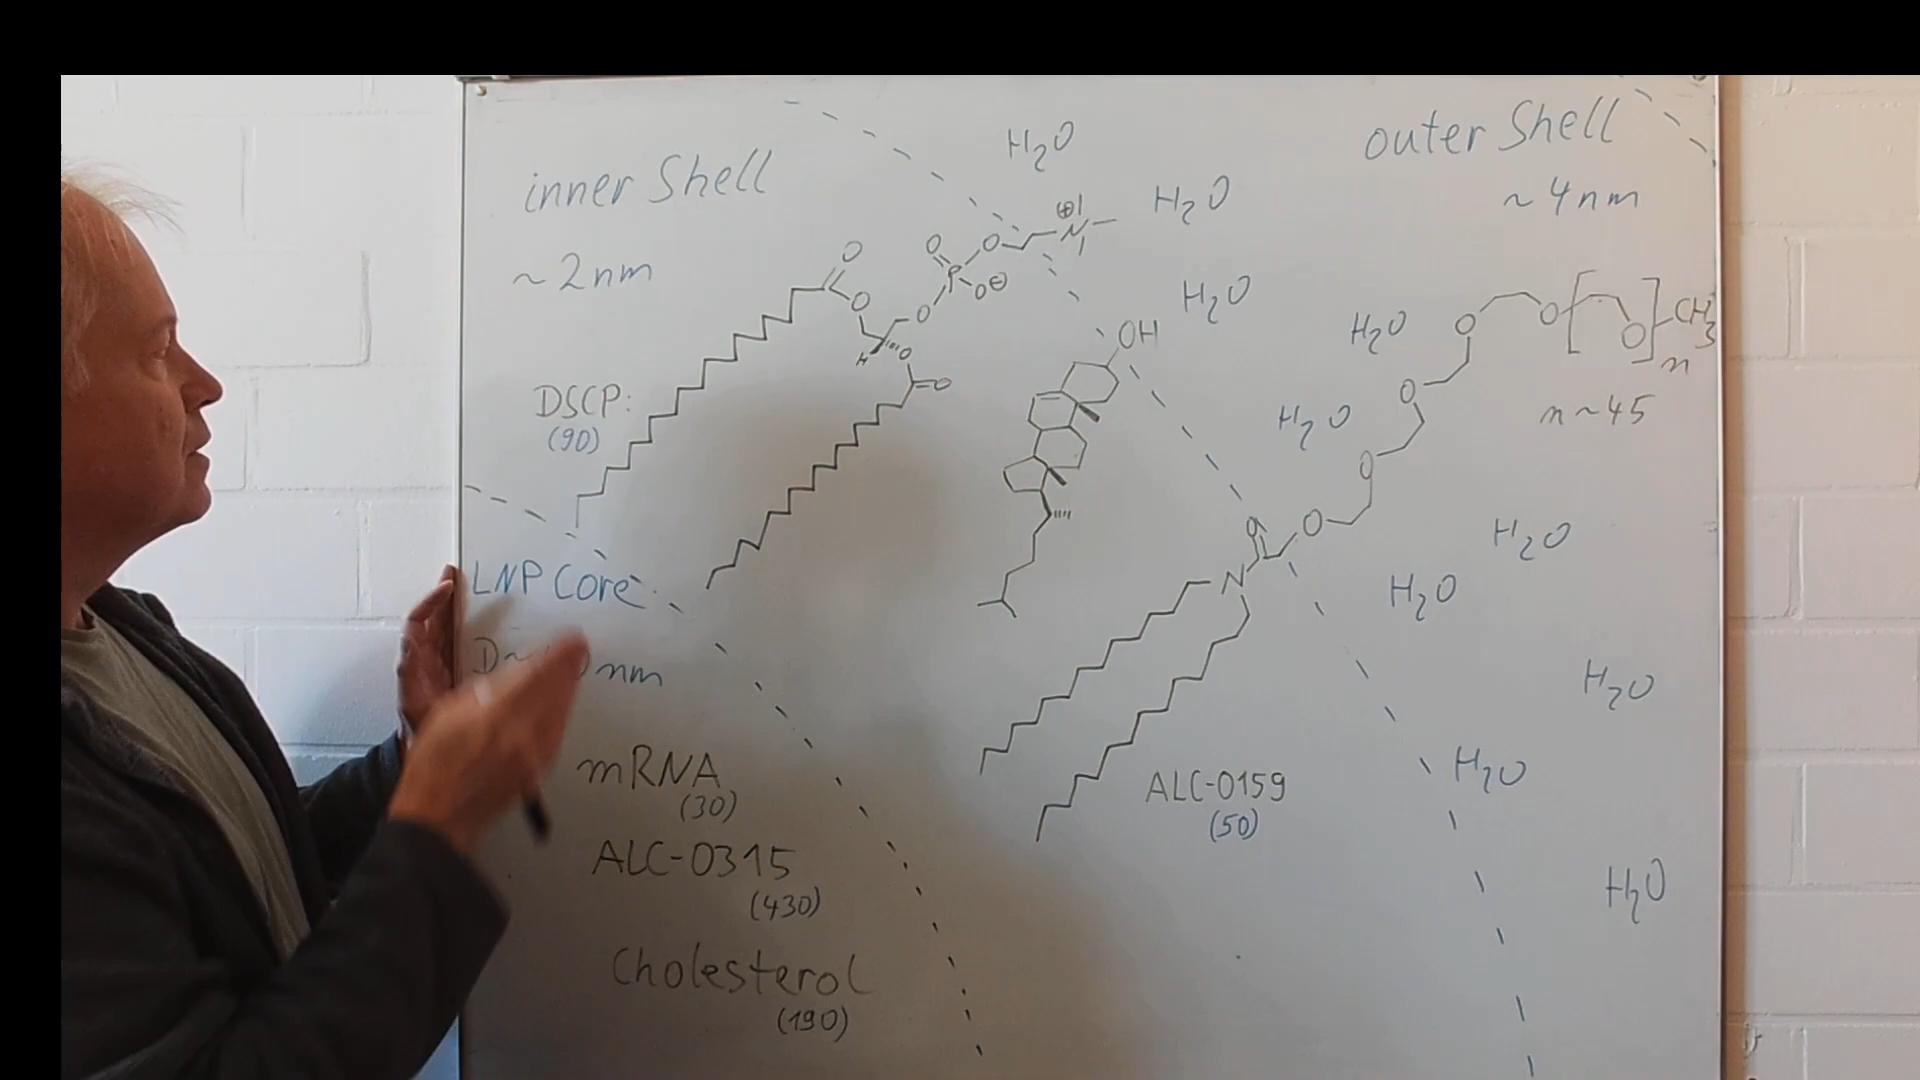 inner Shell
~ 2nm
outer Shell
~ 4nm
H2O
H2O
H2O
H2O
H2O
H2O
H2O
H2O
H2O
H2O
O
O
O
O
P
O⊖
O
⊕
N
H
O
O
OH
DSCP:
(90)
O
O
O
O
O
O
O
N
CH3
n
n~45
LNP Core
nm
mRNA
(30)
ALC-0315
(430)
Cholesterol
(190)
ALC-0159
(50)